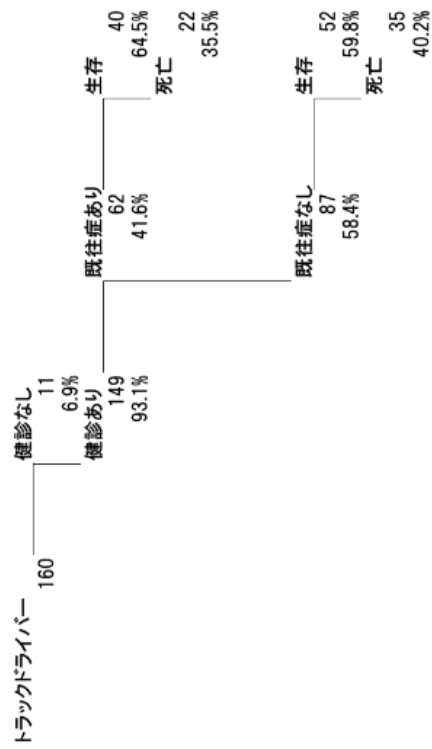 トラックドライバー
160
健診なし
11
6.9%
健診あり
149
93.1%
既往症あり
62
41.6%
生存
40
64.5%
死亡
22
35.5%
既往症なし
87
58.4%
生存
52
59.8%
死亡
35
40.2%